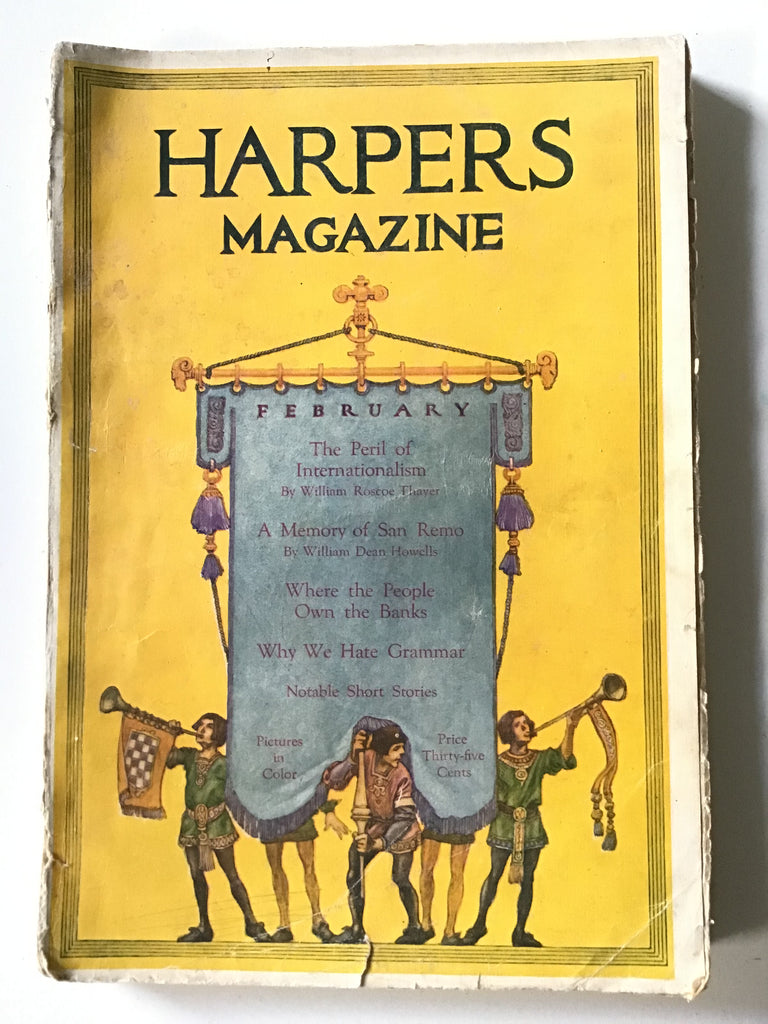 HARPERS
MAGAZINE
FEBRUARY
The Peril of
Internationalism
By William Roscoe Thayer
A Memory of San Remo
By William Dean Howells
Where the People
Own the Banks
Why We Hate Grammar
Notable Short Stories
Pictures
in
Color
Price
Thirty-five
Cents